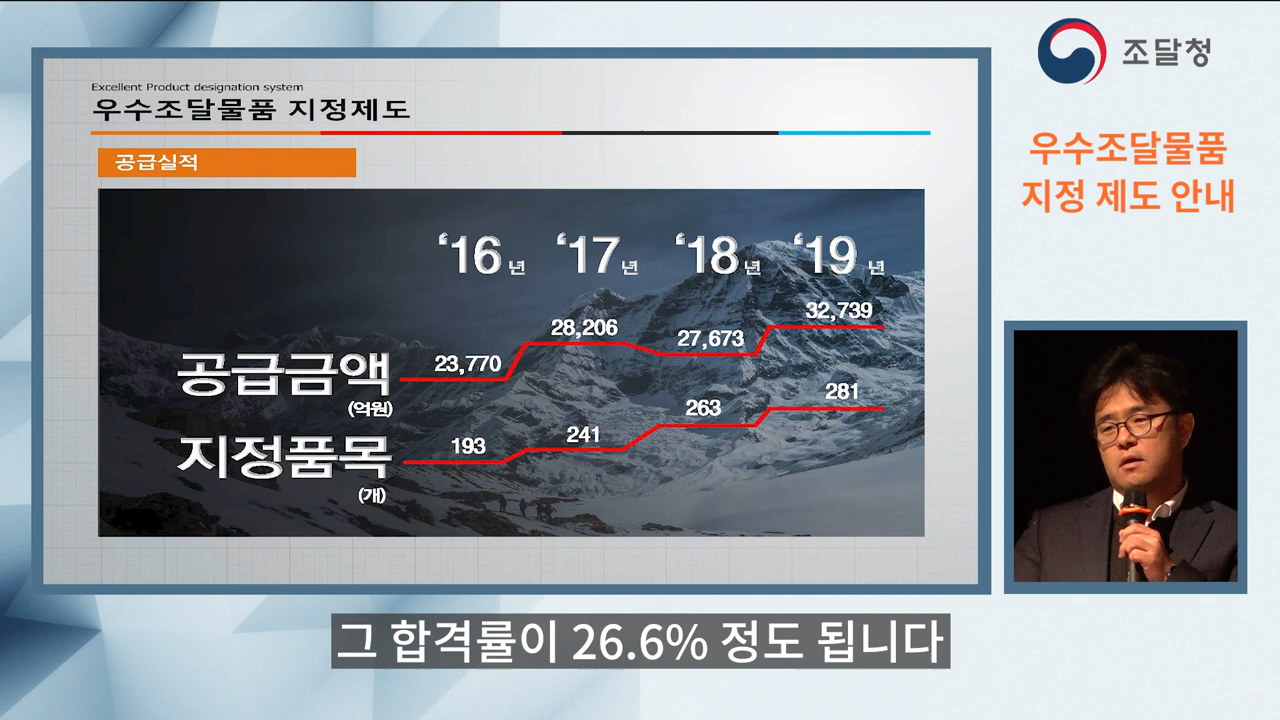 조달청
Excellent Product designation system
우수조달물품 지정제도
우수조달물품
지정 제도 안내
공급실적
‘16년 ‘17년 ‘18년 ‘19년
공급금액 23,770 28,206 27,673 32,739
(억원)
지정품목 193 241 263 281
(개)
그 합격률이 26.6% 정도 됩니다